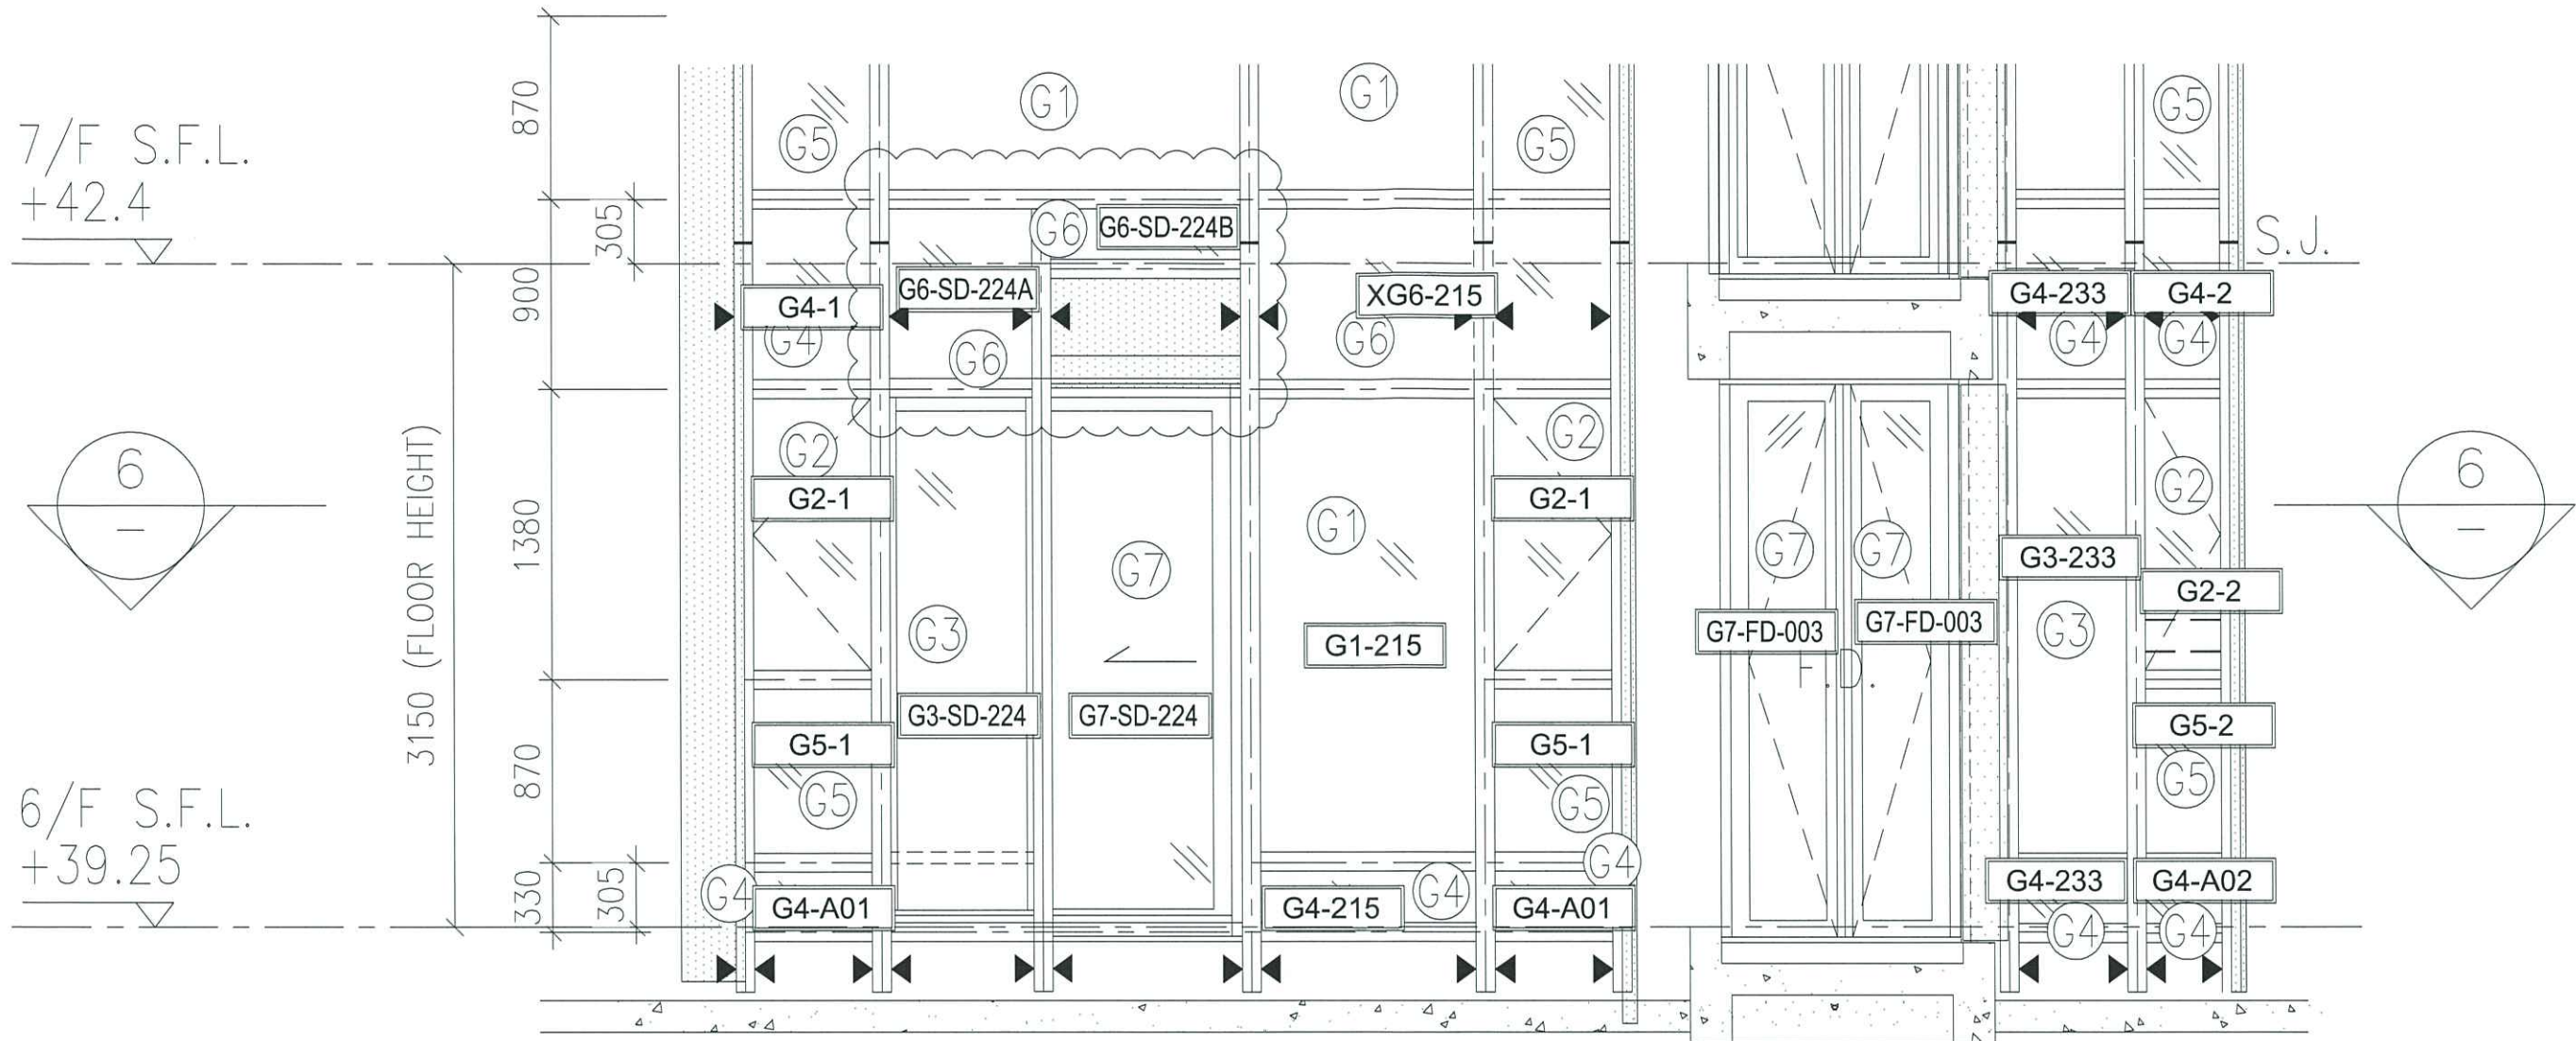 870
G1
G1
G5
G5
G5
G5
7/F S.F.L.
+42.4
305
G6
G6-SD-224B
S.J.
G4-1
G6-SD-224A
XG6-215
G4-233
G4-2
900
G4
G6
G6
G4
G4
6
-
G2
G2
G2
6
-
G2-1
G2-1
1380
3150 (FLOOR HEIGHT)
G1
G7
G7
G7
G3-233
G2-2
G3
G1-215
G7-FD-003
G7-FD-003
G3
F.D.
G3-SD-224
G7-SD-224
G5-1
G5-1
G5-2
870
G5
G5
G5
6/F S.F.L.
+39.25
330
305
G4
G4
G4
G4-A01
G4-215
G4-A01
G4-233
G4-A02
G4
G4